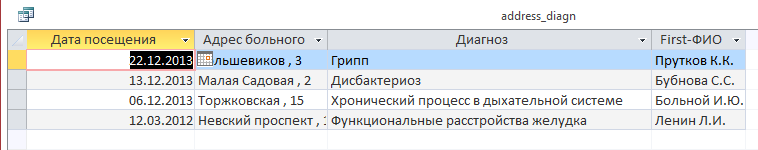 address_diagn
Дата посещения Адрес больного Диагноз First-ФИО
22.12.2013 льшевиков , 3 Грипп Прутков К.К.
13.12.2013 Малая Садовая , 2 Дисбактериоз Бубнова С.С.
06.12.2013 Торжковская , 15 Хронический процесс в дыхательной системе Больной И.Ю.
12.03.2012 Невский проспект , 1 Функциональные расстройства желудка Ленин Л.И.